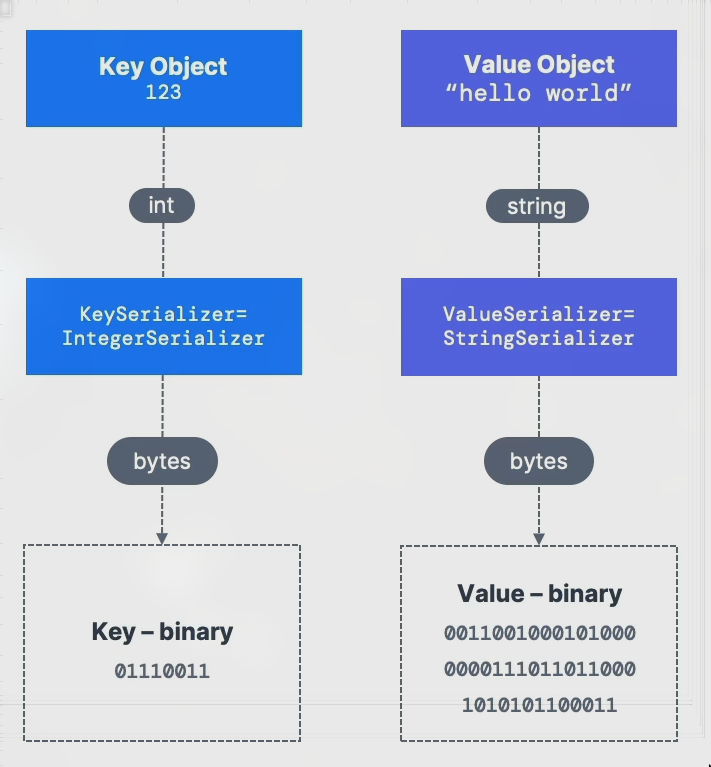 Key Object
123
int
KeySerializer=
IntegerSerializer
bytes
Key – binary
01110011
Value Object
“hello world”
string
ValueSerializer=
StringSerializer
bytes
Value – binary
0011001000101000
0000111011011000
1010101100011